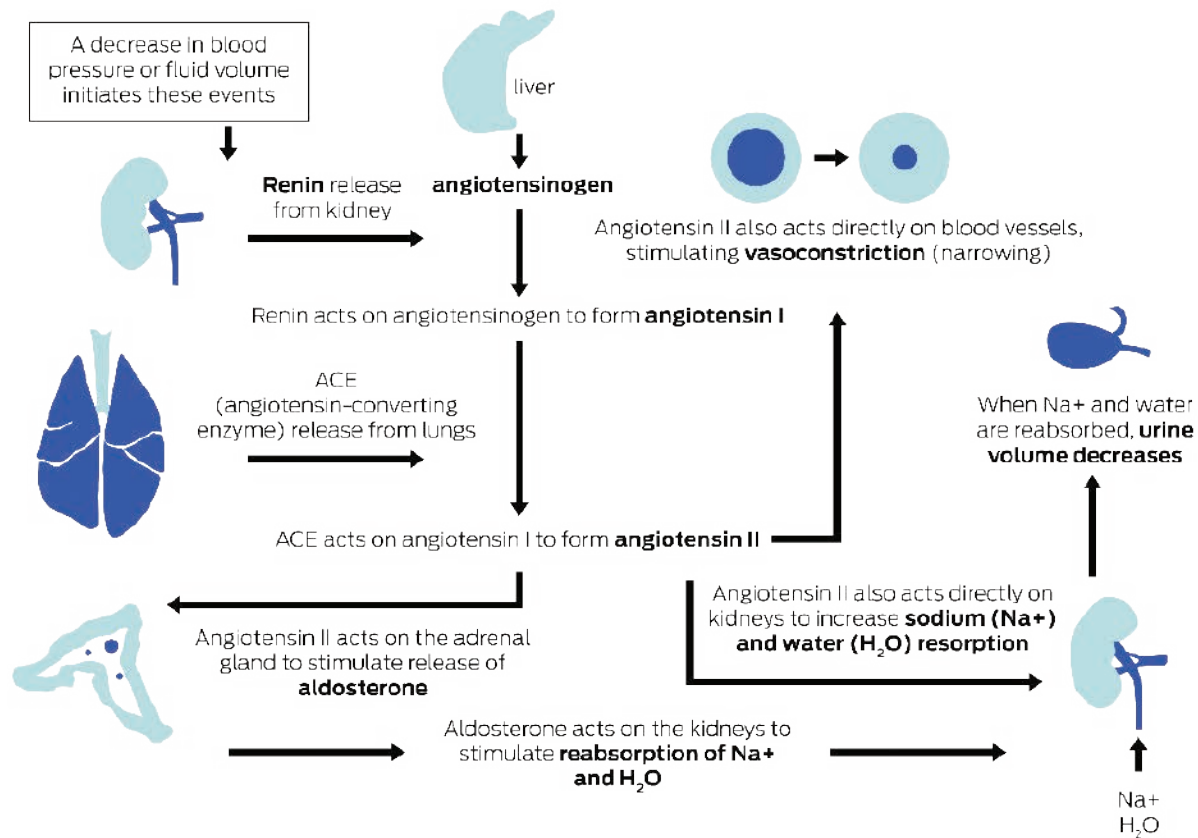 A decrease in blood
pressure or fluid volume
initiates these events
liver
Renin release
from kidney
angiotensinogen
Angiotensin II also acts directly on blood vessels,
stimulating vasoconstriction (narrowing)
Renin acts on angiotensinogen to form angiotensin I
ACE
(angiotensin-converting
enzyme) release from lungs
When Na+ and water
are reabsorbed, urine
volume decreases
ACE acts on angiotensin I to form angiotensin II
Angiotensin II also acts directly on
kidneys to increase sodium (Na+)
and water (H₂O) resorption
Angiotensin II acts on the adrenal
gland to stimulate release of
aldosterone
Aldosterone acts on the kidneys to
stimulate reabsorption of Na+
and H₂O
Na+
H₂O